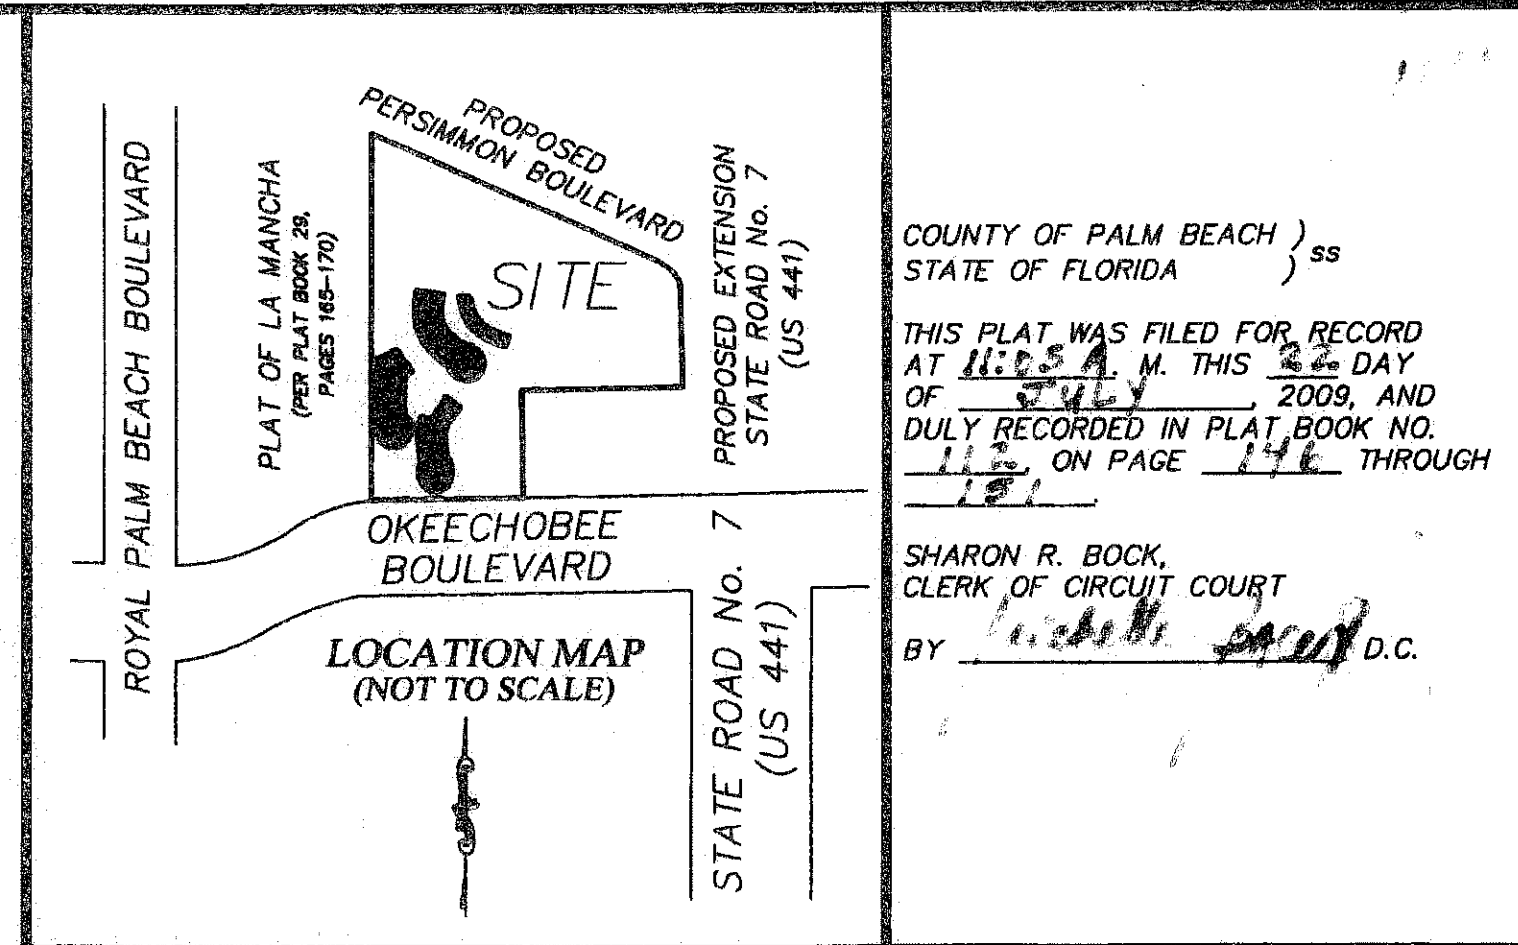 ROYAL PALM BEACH BOULEVARD
PLAT OF LA MANCHA
(PER PLAT BOOK 29,
PAGES 165-170)
PROPOSED
PERSIMMON BOULEVARD
SITE
PROPOSED EXTENSION
STATE ROAD No. 7
(US 441)
OKEECHOBEE
BOULEVARD
LOCATION MAP
(NOT TO SCALE)
STATE ROAD No. 7
(US 441)
COUNTY OF PALM BEACH )
STATE OF FLORIDA ) ss
THIS PLAT WAS FILED FOR RECORD
AT 11:05 A. M. THIS 22 DAY
OF JULY, 2009, AND
DULY RECORDED IN PLAT BOOK NO.
112 ON PAGE 146 THROUGH
151.
SHARON R. BOCK,
CLERK OF CIRCUIT COURT
BY D.C.